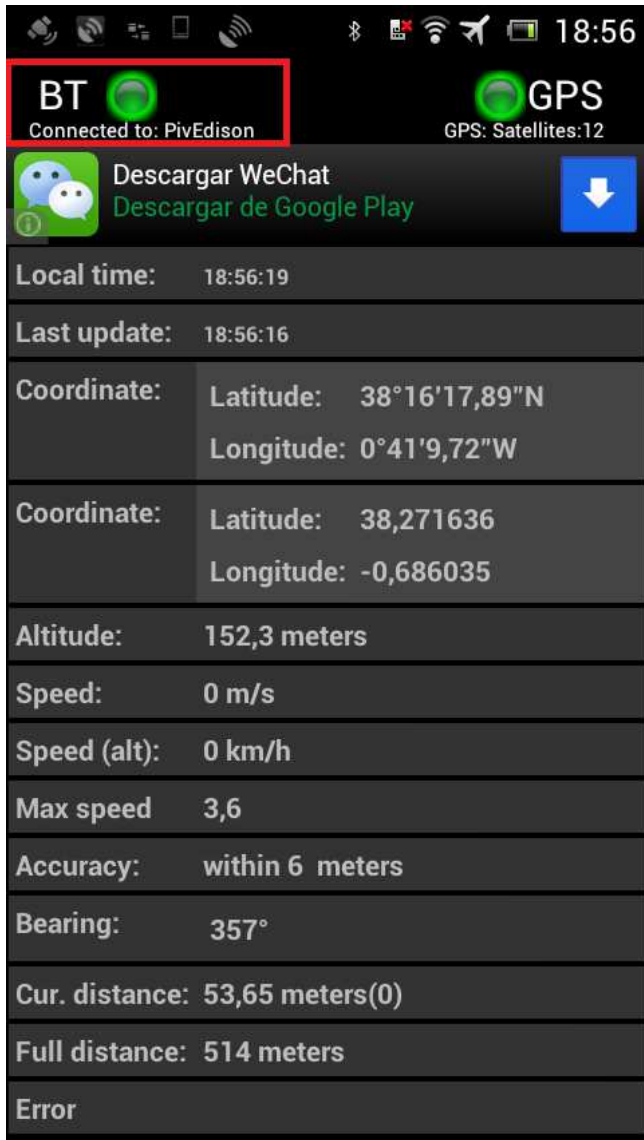 18:56
BT GPS
Connected to: PivEdison GPS: Satellites:12
Descargar WeChat
Descargar de Google Play
Local time: 18:56:19
Last update: 18:56:16
Coordinate: Latitude: 38°16'17,89"N
Longitude: 0°41'9,72"W
Coordinate: Latitude: 38,271636
Longitude: -0,686035
Altitude: 152,3 meters
Speed: 0 m/s
Speed (alt): 0 km/h
Max speed 3,6
Accuracy: within 6 meters
Bearing: 357°
Cur. distance: 53,65 meters(0)
Full distance: 514 meters
Error